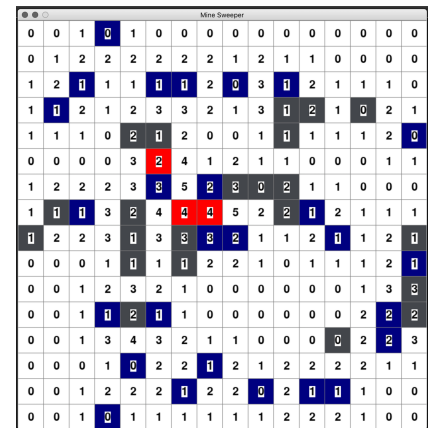 Mine Sweeper
0 0 1 0 1 0 0 0 0 0 0 0 0 0 0
0 1 2 2 2 2 2 2 1 2 1 1 0 0 0 0
1 2 1 1 1 1 1 2 0 3 1 2 1 1 1 0
1 1 2 1 2 3 3 2 1 3 1 2 1 0 2 1
1 1 1 0 2 1 2 0 0 1 1 1 1 1 2 0
0 0 0 0 3 2 4 1 2 1 1 0 0 0 1 1
1 2 2 2 3 3 5 2 3 0 2 1 1 0 0 0
1 1 1 3 2 4 4 4 5 2 2 1 2 1 1 1
1 2 2 3 1 3 3 3 2 1 1 2 1 1 2 1
0 0 0 1 1 1 1 2 2 1 0 1 1 1 2 1
0 0 1 2 3 2 1 0 0 0 0 0 0 1 3 3
0 0 1 1 2 1 1 0 0 0 0 0 0 2 2 2
0 0 1 3 4 3 2 1 1 0 0 0 0 2 2 3
0 0 0 1 0 2 2 1 2 1 2 2 2 2 1 1
0 0 1 2 2 2 1 2 2 0 2 1 1 1 0 0
0 0 1 0 1 1 1 1 1 1 2 2 2 1 0 0